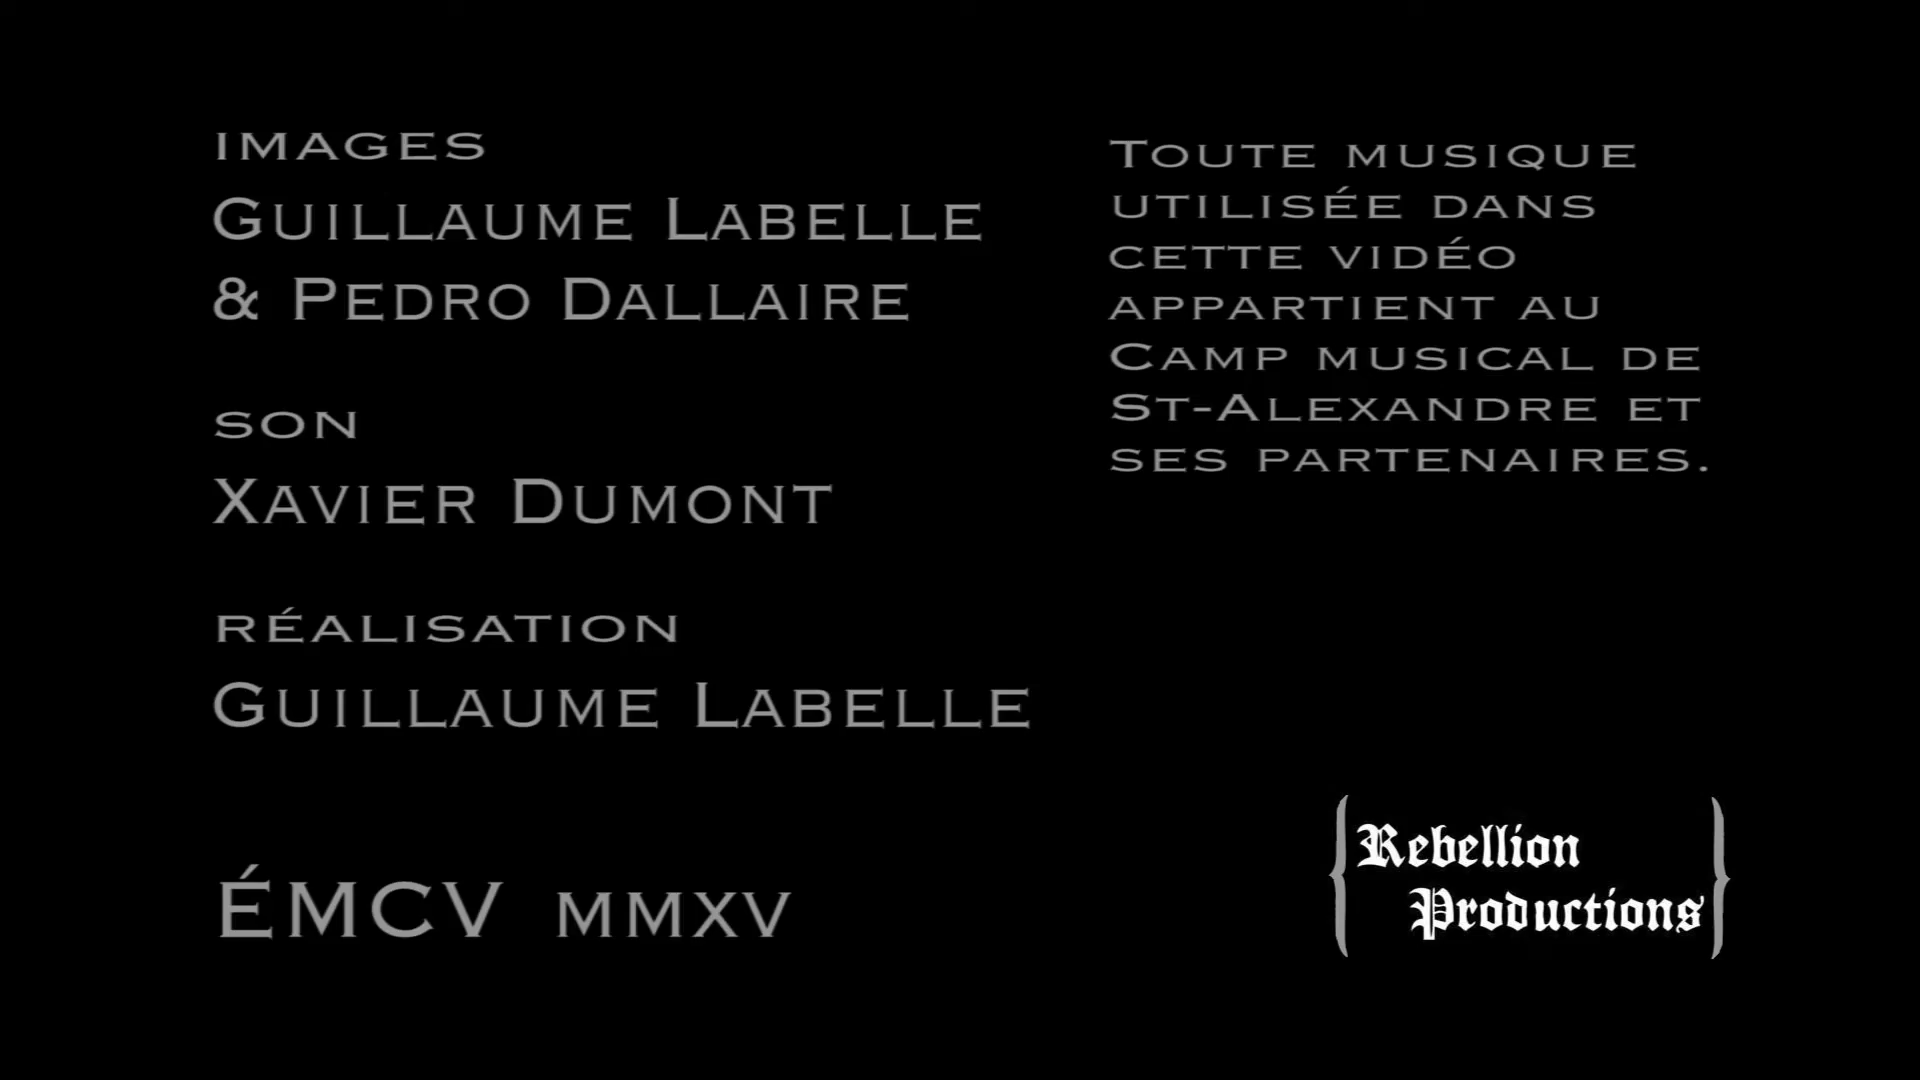 IMAGES
GUILLAUME LABELLE
& PEDRO DALLAIRE
SON
XAVIER DUMONT
RÉALISATION
GUILLAUME LABELLE
ÉMCV MMXV
TOUTE MUSIQUE
UTILISÉE DANS
CETTE VIDÉO
APPARTIENT AU
CAMP MUSICAL DE
ST-ALEXANDRE ET
SES PARTENAIRES.
Rebellion
Productions